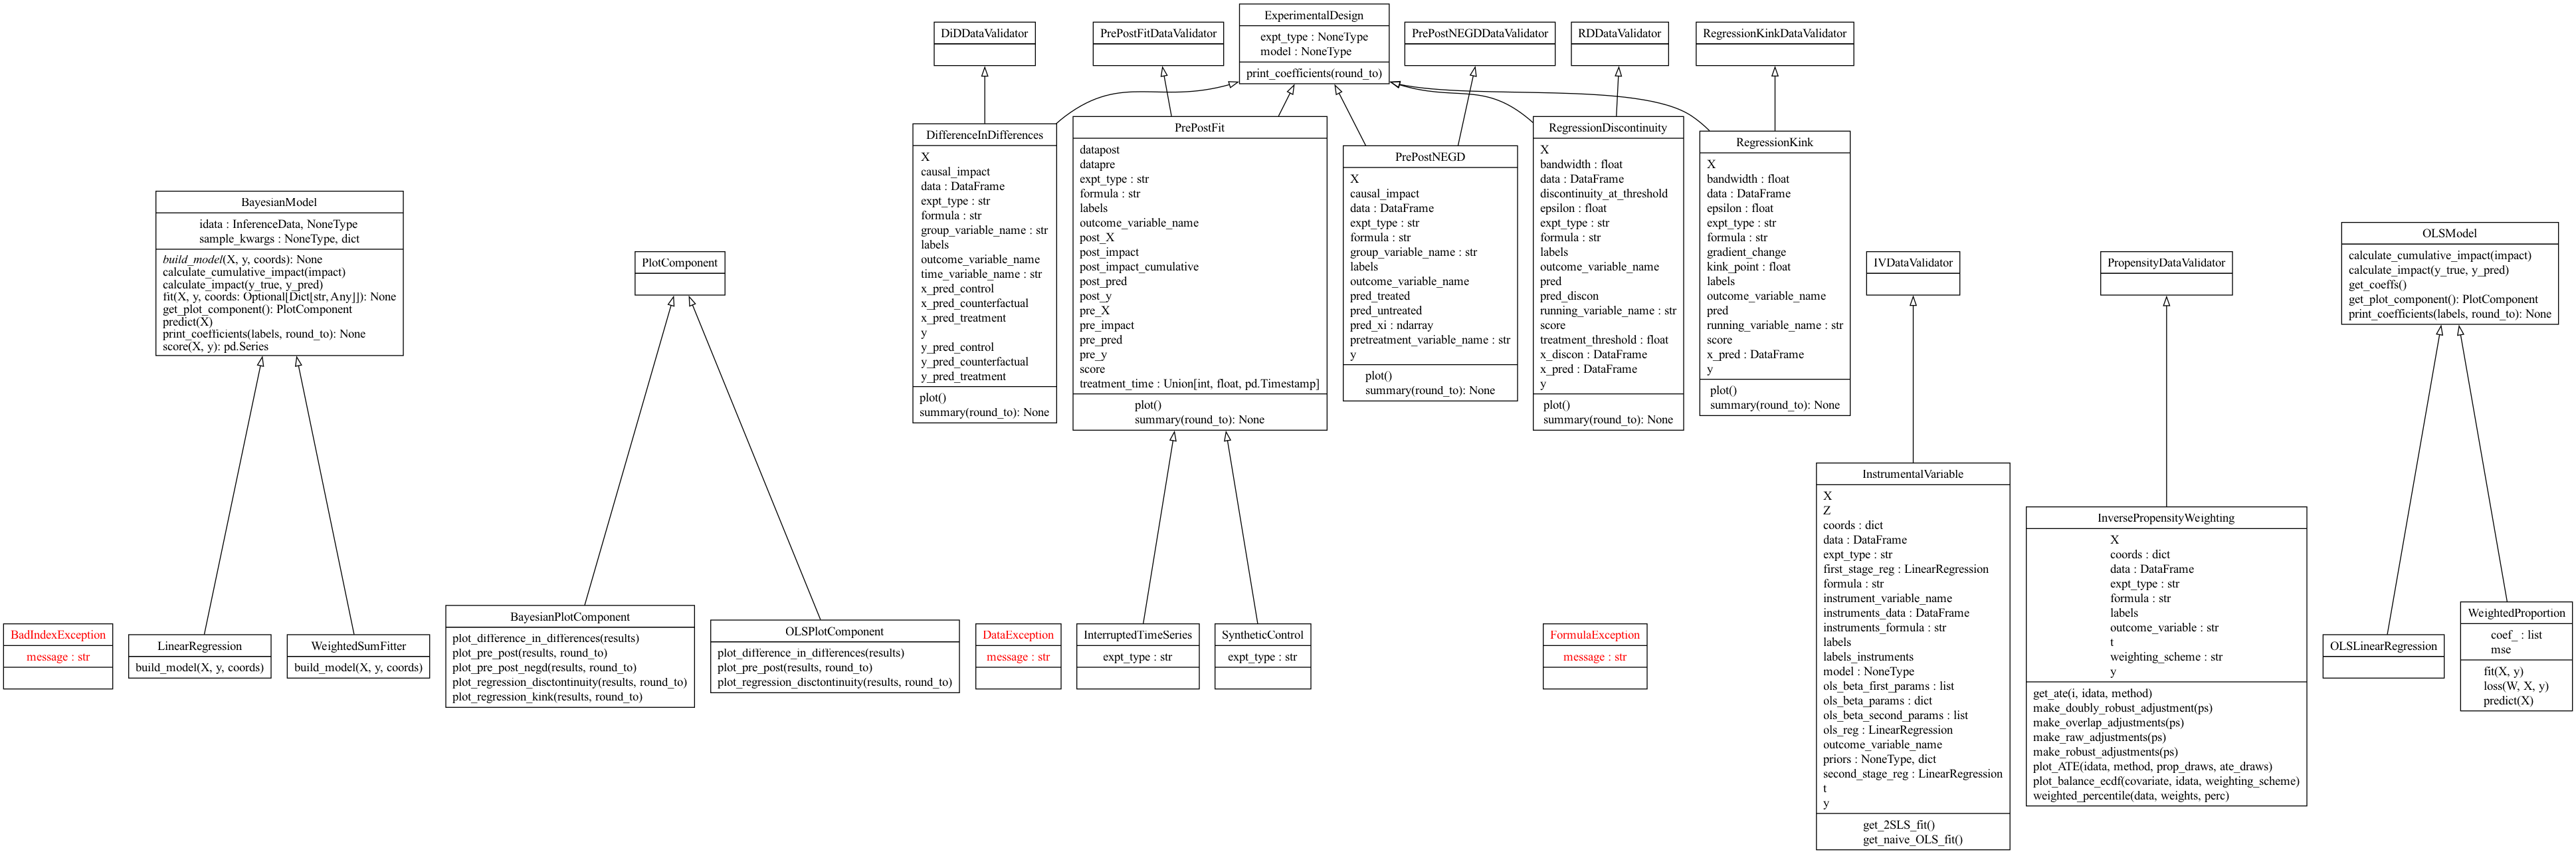 ExperimentalDesign
expt_type : NoneType
model : NoneType
print_coefficients(round_to)
DiDDataValidator
PrePostFitDataValidator
PrePostNEGDDataValidator
RDDataValidator
RegressionKinkDataValidator
DifferenceInDifferences
X
causal_impact
data : DataFrame
expt_type : str
formula : str
group_variable_name : str
labels
outcome_variable_name
time_variable_name : str
x_pred_control
x_pred_counterfactual
x_pred_treatment
y
y_pred_control
y_pred_counterfactual
y_pred_treatment
plot()
summary(round_to): None
PrePostFit
datapost
datapre
expt_type : str
formula : str
labels
outcome_variable_name
post_X
post_impact
post_impact_cumulative
post_pred
post_y
pre_X
pre_impact
pre_pred
pre_y
score
treatment_time : Union[int, float, pd.Timestamp]
plot()
summary(round_to): None
PrePostNEGD
X
causal_impact
data : DataFrame
expt_type : str
formula : str
group_variable_name : str
labels
outcome_variable_name
pred_treated
pred_untreated
pred_xi : ndarray
pretreatment_variable_name : str
y
plot()
summary(round_to): None
RegressionDiscontinuity
X
bandwidth : float
data : DataFrame
discontinuity_at_threshold
epsilon : float
expt_type : str
formula : str
labels
outcome_variable_name
pred
pred_discon
running_variable_name : str
score
treatment_threshold : float
x_discon : DataFrame
x_pred : DataFrame
y
plot()
summary(round_to): None
RegressionKink
X
bandwidth : float
data : DataFrame
epsilon : float
expt_type : str
formula : str
gradient_change
kink_point : float
labels
outcome_variable_name
pred
running_variable_name : str
score
x_pred : DataFrame
y
plot()
summary(round_to): None
BayesianModel
idata : InferenceData, NoneType
sample_kwargs : NoneType, dict
build_model(X, y, coords): None
calculate_cumulative_impact(impact)
calculate_impact(y_true, y_pred)
fit(X, y, coords: Optional[Dict[str, Any]]): None
get_plot_component(): PlotComponent
predict(X)
print_coefficients(labels, round_to): None
score(X, y): pd.Series
PlotComponent
IVDataValidator
PropensityDataValidator
OLSModel
calculate_cumulative_impact(impact)
calculate_impact(y_true, y_pred)
get_coeffs()
get_plot_component(): PlotComponent
print_coefficients(labels, round_to): None
BadIndexException
message : str
LinearRegression
build_model(X, y, coords)
WeightedSumFitter
build_model(X, y, coords)
BayesianPlotComponent
plot_difference_in_differences(results)
plot_pre_post(results, round_to)
plot_pre_post_negd(results, round_to)
plot_regression_disctontinuity(results, round_to)
plot_regression_kink(results, round_to)
OLSPlotComponent
plot_difference_in_differences(results)
plot_pre_post(results, round_to)
plot_regression_disctontinuity(results, round_to)
DataException
message : str
InterruptedTimeSeries
expt_type : str
SyntheticControl
expt_type : str
FormulaException
message : str
InstrumentalVariable
X
Z
coords : dict
data : DataFrame
expt_type : str
first_stage_reg : LinearRegression
formula : str
instrument_variable_name
instruments_data : DataFrame
instruments_formula : str
labels
labels_instruments
model : NoneType
ols_beta_first_params : list
ols_beta_params : dict
ols_beta_second_params : list
ols_reg : LinearRegression
outcome_variable_name
priors : NoneType, dict
second_stage_reg : LinearRegression
t
y
get_2SLS_fit()
get_naive_OLS_fit()
InversePropensityWeighting
X
coords : dict
data : DataFrame
expt_type : str
formula : str
labels
outcome_variable : str
t
weighting_scheme : str
y
get_ate(i, idata, method)
make_doubly_robust_adjustment(ps)
make_overlap_adjustments(ps)
make_raw_adjustments(ps)
make_robust_adjustments(ps)
plot_ATE(idata, method, prop_draws, ate_draws)
plot_balance_ecdf(covariate, idata, weighting_scheme)
weighted_percentile(data, weights, perc)
OLSLinearRegression
WeightedProportion
coef_ : list
mse
fit(X, y)
loss(W, X, y)
predict(X)